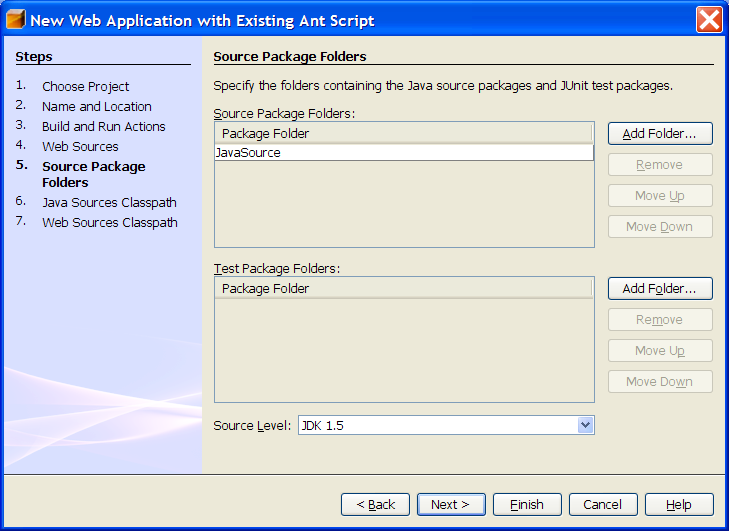 New Web Application with Existing Ant Script
Steps
1. Choose Project
2. Name and Location
3. Build and Run Actions
4. Web Sources
5. Source Package
Folders
6. Java Sources Classpath
7. Web Sources Classpath
Source Package Folders
Specify the folders containing the Java source packages and JUnit test packages.
Source Package Folders:
Package Folder
JavaSource
Add Folder...
Remove
Move Up
Move Down
Test Package Folders:
Package Folder
Add Folder...
Remove
Move Up
Move Down
Source Level: JDK 1.5
< Back Next > Finish Cancel Help